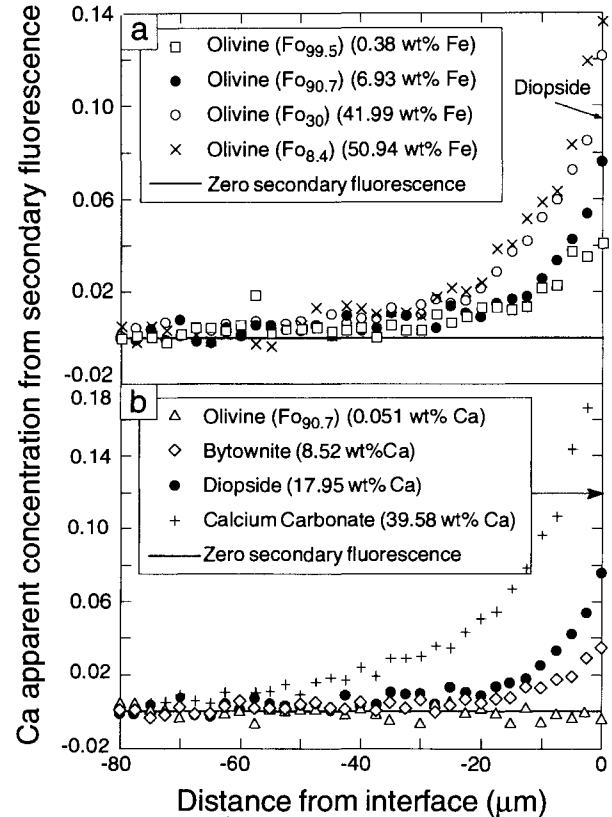 Ca apparent concentration from secondary fluorescence
a
0.14
Olivine (Fo99.5) (0.38 wt% Fe)
Olivine (Fo90.7) (6.93 wt% Fe)
Olivine (Fo30) (41.99 wt% Fe)
Olivine (Fo8.4) (50.94 wt% Fe)
Zero secondary fluorescence
Diopside
0.10
0.06
0.02
-0.02
b
0.18
Olivine (Fo90.7) (0.051 wt% Ca)
Bytownite (8.52 wt%Ca)
Diopside (17.95 wt% Ca)
Calcium Carbonate (39.58 wt% Ca)
Zero secondary fluorescence
0.14
0.10
0.06
0.02
-0.02
-80 -60 -40 -20 0
Distance from interface (μm)